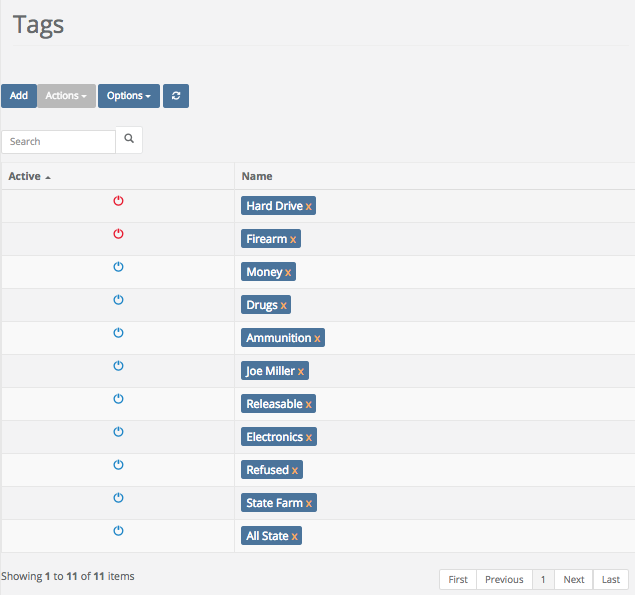 Tags
Add Actions Options
Search
Active Name
Hard Drive x
Firearm x
Money x
Drugs x
Ammunition x
Joe Miller x
Releasable x
Electronics x
Refused x
State Farm x
All State x
Showing 1 to 11 of 11 items First Previous 1 Next Last